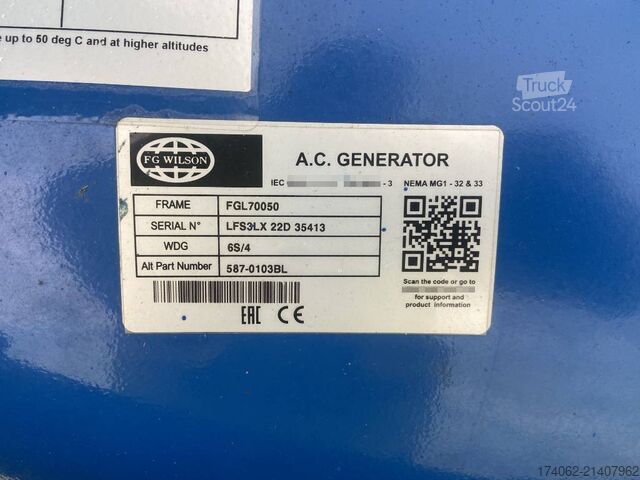 e up to 50 deg C and at higher altitudes
Truck
Scout24
FG WILSON
A.C. GENERATOR
IEC - 3 NEMA MG1 - 32 & 33
FRAME FGL70050
SERIAL N° LFS3LX 22D 35413
WDG 6S/4
Alt Part Number 587-0103BL
Scan the code or go to
for support and
product information
EAC CE
174062-21407962